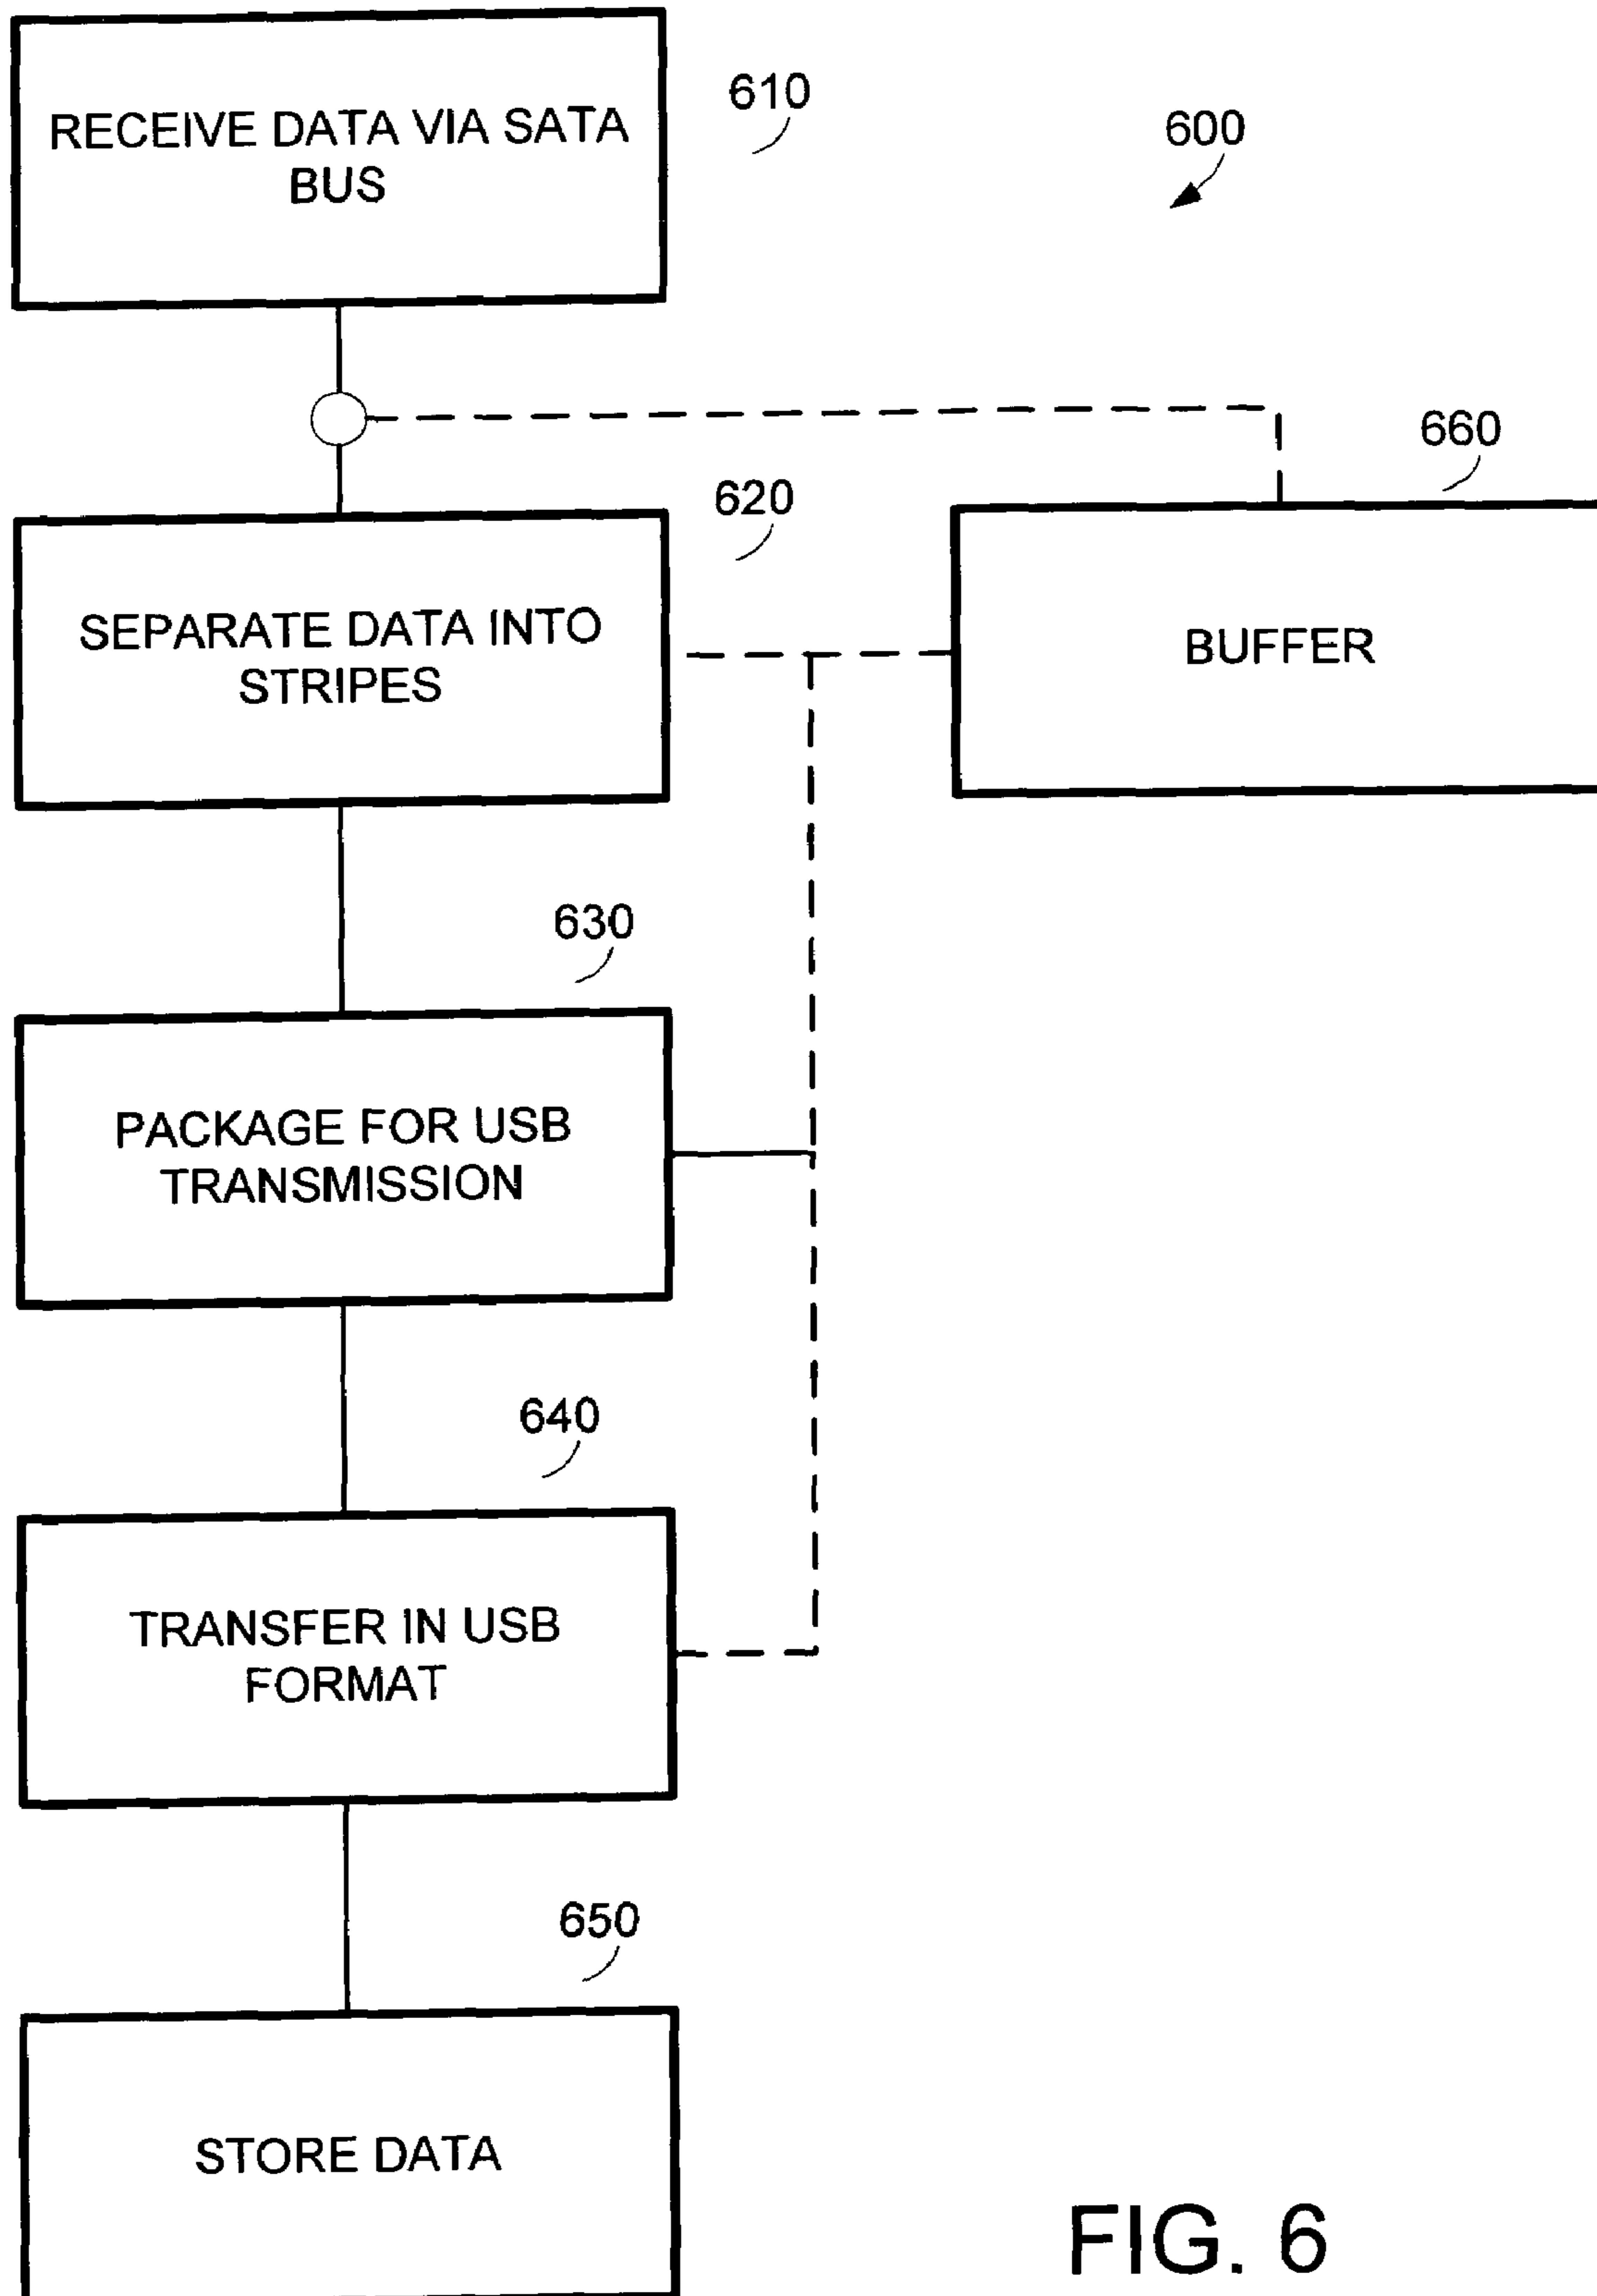 RECEIVE DATA VIA SATA
BUS
610
600
660
620
SEPARATE DATA INTO
STRIPES
BUFFER
630
PACKAGE FOR USB
TRANSMISSION
640
TRANSFER IN USB
FORMAT
650
STORE DATA
FIG. 6